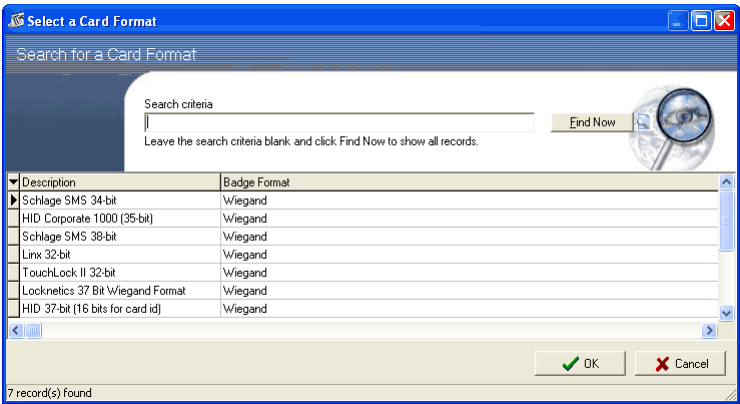 Select a Card Format
Search for a Card Format
Search criteria
Find Now
Leave the search criteria blank and click Find Now to show all records.
Description Badge Format
Schlage SMS 34-bit Wiegand
HID Corporate 1000 (35-bit) Wiegand
Schlage SMS 38-bit Wiegand
Linx 32-bit Wiegand
TouchLock II 32-bit Wiegand
Locknetics 37 Bit Wiegand Format Wiegand
HID 37-bit (16 bits for card id) Wiegand
OK Cancel
7 record(s) found